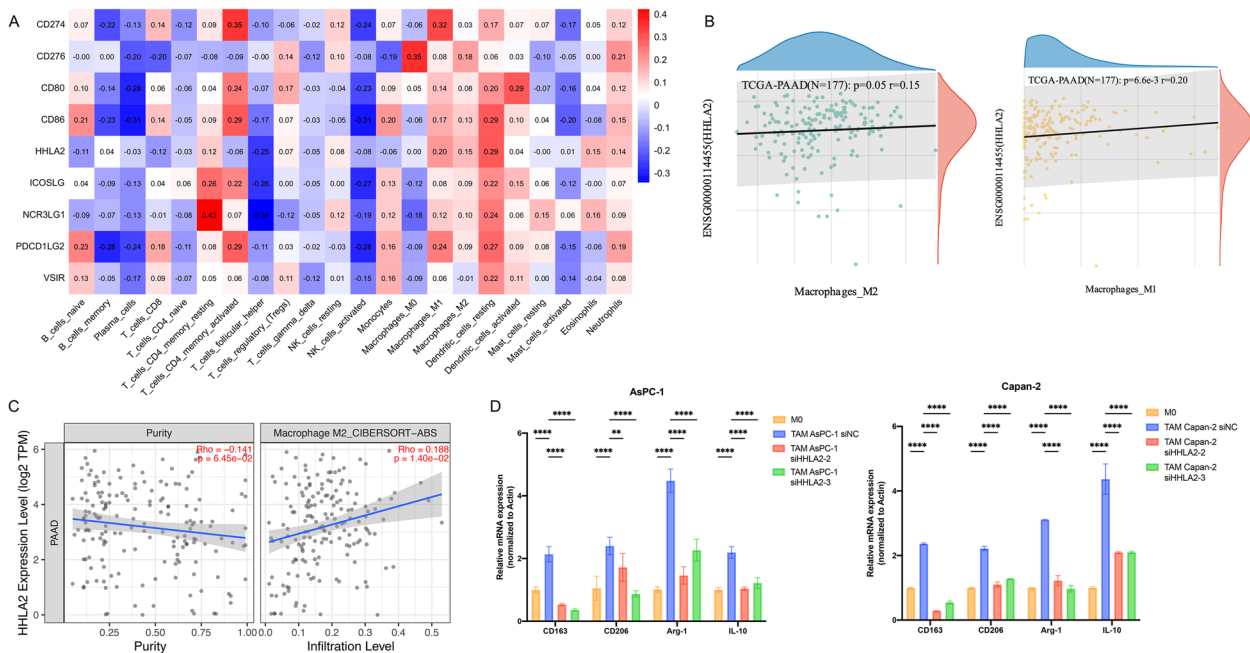 A
CD274 0.07 -0.22 -0.13 0.14 -0.12 0.09 0.35 -0.10 -0.06 -0.07 0.12 -0.24 0.07 -0.06 0.32 0.03 0.17 0.07 -0.06 -0.17 0.05 0.12
CD276 -0.00 0.00 -0.20 -0.20 -0.07 -0.08 -0.09 -0.08 0.14 -0.06 0.14 -0.00 -0.19 0.35 -0.08 0.18 0.06 0.03 -0.10 -0.05 0.07 0.21
CD80 0.10 -0.14 -0.28 0.06 -0.06 -0.04 0.24 -0.07 0.17 -0.07 0.04 -0.23 0.09 -0.05 0.14 0.08 0.20 0.29 -0.07 -0.16 0.04 0.09
CD86 0.21 -0.23 -0.31 0.14 -0.12 0.09 0.29 -0.11 0.05 -0.03 0.07 -0.31 0.21 -0.09 0.20 0.15 0.29 0.10 -0.06 -0.20 -0.08 0.15
HHLA2 -0.11 0.04 -0.03 -0.12 -0.03 0.12 -0.21 -0.25 -0.05 -0.08 0.06 -0.00 -0.06 0.00 0.20 0.15 0.29 0.04 -0.16 -0.00 0.15 0.14
ICOSLG 0.04 -0.09 -0.13 0.04 0.06 0.26 0.22 -0.26 0.04 -0.05 0.07 -0.27 0.13 -0.12 0.08 -0.06 0.22 0.15 0.06 -0.12 -0.00 0.07
NCR3LG1 -0.09 -0.07 -0.13 -0.01 -0.08 0.43 0.07 -0.34 -0.12 -0.05 0.12 -0.19 0.07 -0.18 0.10 -0.12 0.24 0.06 0.15 -0.06 0.16 0.09
PDCD1LG2 0.23 -0.28 -0.24 0.18 -0.11 0.08 0.29 -0.11 0.03 -0.02 -0.03 -0.28 0.16 -0.09 0.24 0.09 0.27 0.09 0.08 -0.15 -0.06 0.19
VSIR 0.13 -0.05 -0.17 0.09 -0.07 0.05 0.06 -0.08 0.11 -0.12 0.01 -0.15 0.16 -0.05 0.06 -0.01 0.22 0.11 0.00 -0.14 -0.04 0.08
0.4
0.3
0.2
0.1
0
-0.1
-0.2
-0.3
B_cells_naive
B_cells_memory
Plasma_cells
T_cells_CD8
T_cells_CD4_naive
T_cells_CD4_memory_resting
T_cells_CD4_memory_activated
T_cells_follicular_helper
T_cells_regulatory_(Tregs)
T_cells_gamma_delta
NK_cells_resting
NK_cells_activated
Monocytes
Macrophages_M0
Macrophages_M1
Macrophages_M2
Dendritic_cells_resting
Dendritic_cells_activated
Mast_cells_resting
Mast_cells_activated
Eosinophils
Neutrophils
B
TCGA-PAAD(N=177): p=0.05 r=0.15
ENSG00000114455(HHLA2)
Macrophages_M2
TCGA-PAAD(N=177): p=6.6e-3 r=0.20
ENSG00000114455(HHLA2)
Macrophages_M1
C
Purity
Macrophage M2_CIBERSORT-ABS
Rho = -0.141
p = 6.45e-02
Rho = 0.188
p = 1.40e-02
HHLA2 Expression Level (log2 TPM)
PAAD
6
4
2
0
0.25 0.50 0.75 1.00
0.0 0.1 0.2 0.3 0.4 0.5
Purity
Infiltration Level
D
AsPC-1
Relative mRNA expression
(normalized to Actin)
6
4
2
0
**** **** **** ****
**** ** **** ****
**** **** **** ****
CD163 CD206 Arg-1 IL-10
M0
TAM AsPC-1 siNC
TAM AsPC-1
siHHLA2-2
TAM AsPC-1
siHHLA2-3
Capan-2
Relative mRNA expression
(normalized to Actin)
6
4
2
0
**** **** **** ****
**** **** **** ****
**** **** **** ****
CD163 CD206 Arg-1 IL-10
M0
TAM Capan-2 siNC
TAM Capan-2
siHHLA2-2
TAM Capan-2
siHHLA2-3